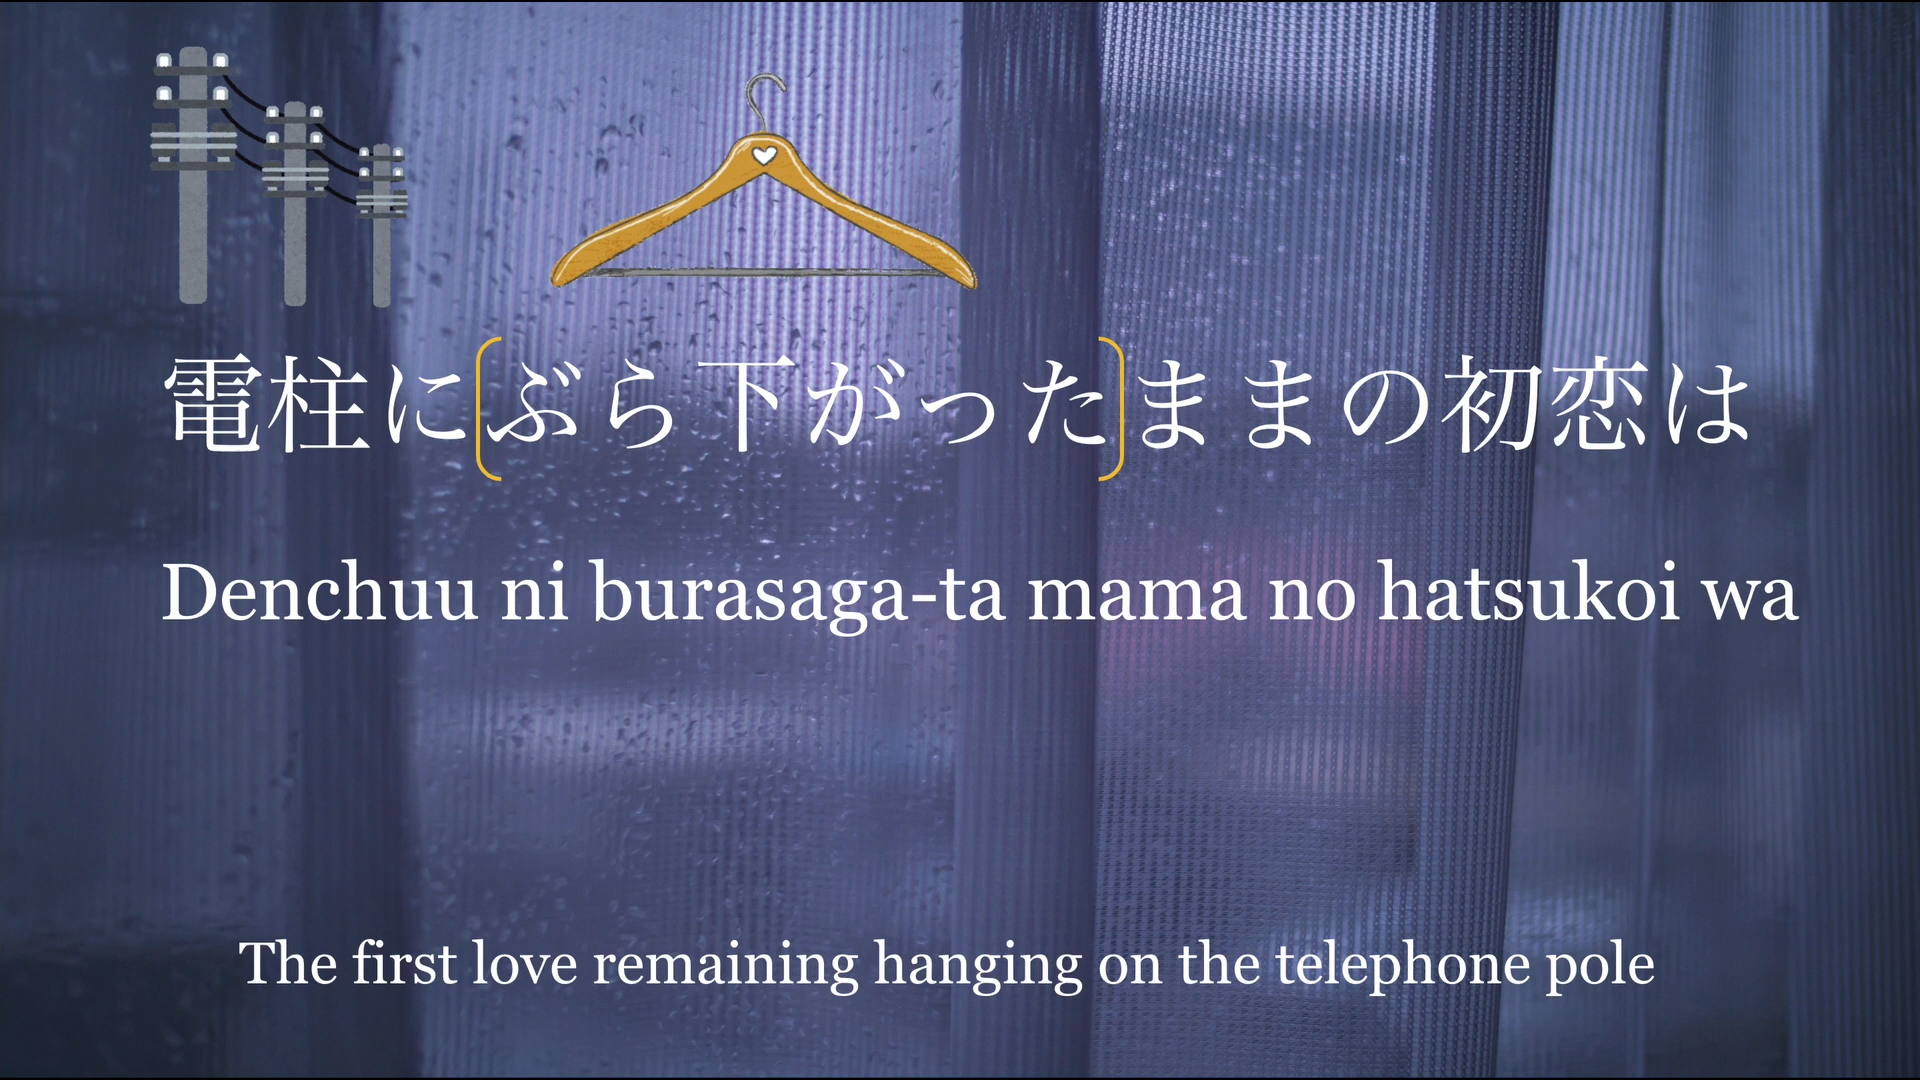 電柱にぶら下がったままの初恋は
Denchuu ni burasaga-ta mama no hatsukoi wa
The first love remaining hanging on the telephone pole